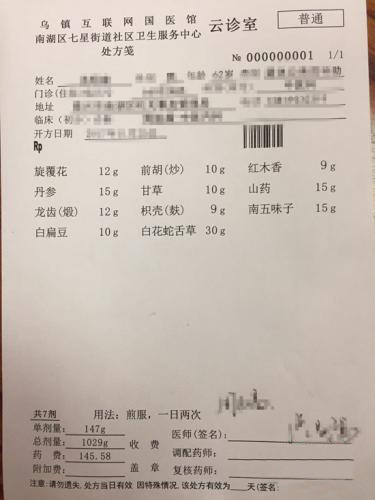 乌镇互联网国医馆 云诊室 普通
南湖区七星街道社区卫生服务中心
处方笺
№ 000000001 1/1
姓名 年龄 62岁
门诊(住
地址
临床(初
开方日期
Rp
旋覆花 12g 前胡(炒) 10g 红木香 9g
丹参 15g 甘草 10g 山药 15g
龙齿(煅) 12g 枳壳(麸) 9g 南五味子 15g
白扁豆 10g 白花蛇舌草 30g
共7剂 用法: 煎服,一日两次
单剂量: 147g 医师(签名):
总剂量: 1029g 收 费 调配药师:
药 费: 145.58
附加费: 盖 章 复核药师:
注意:请勿遗失,处方当日有效 因特殊情况,该处方有效为 天(签名: